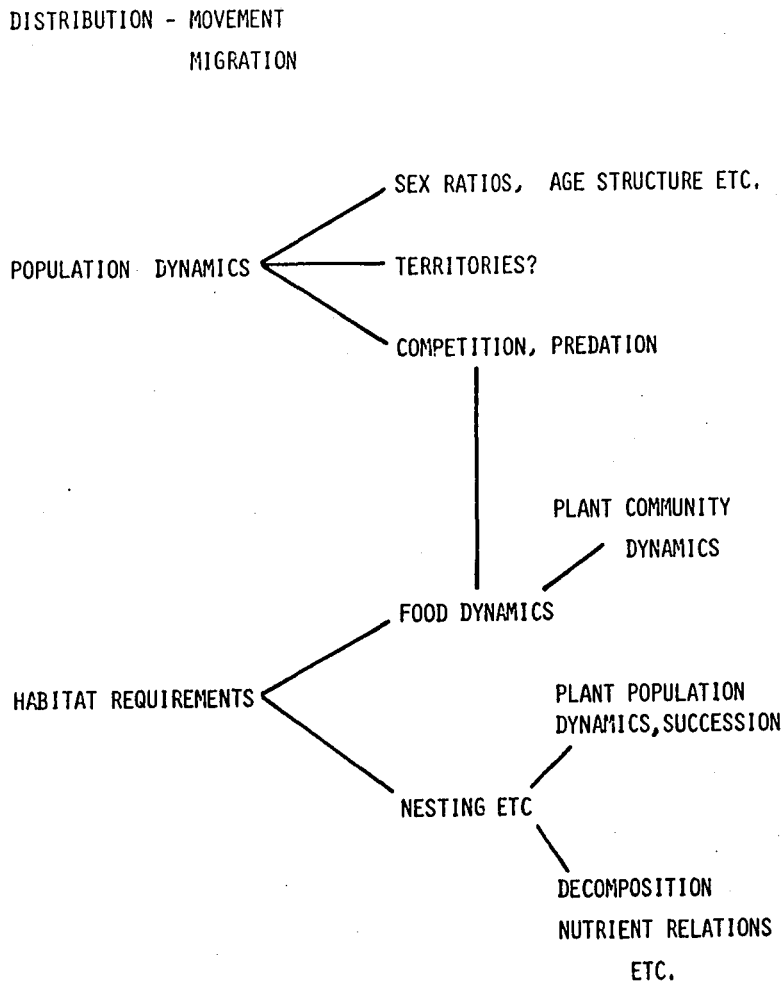 DISTRIBUTION - MOVEMENT
MIGRATION
SEX RATIOS, AGE STRUCTURE ETC.
POPULATION DYNAMICS
TERRITORIES?
COMPETITION, PREDATION
PLANT COMMUNITY
DYNAMICS
FOOD DYNAMICS
HABITAT REQUIREMENTS
PLANT POPULATION
DYNAMICS, SUCCESSION
NESTING ETC
DECOMPOSITION
NUTRIENT RELATIONS
ETC.